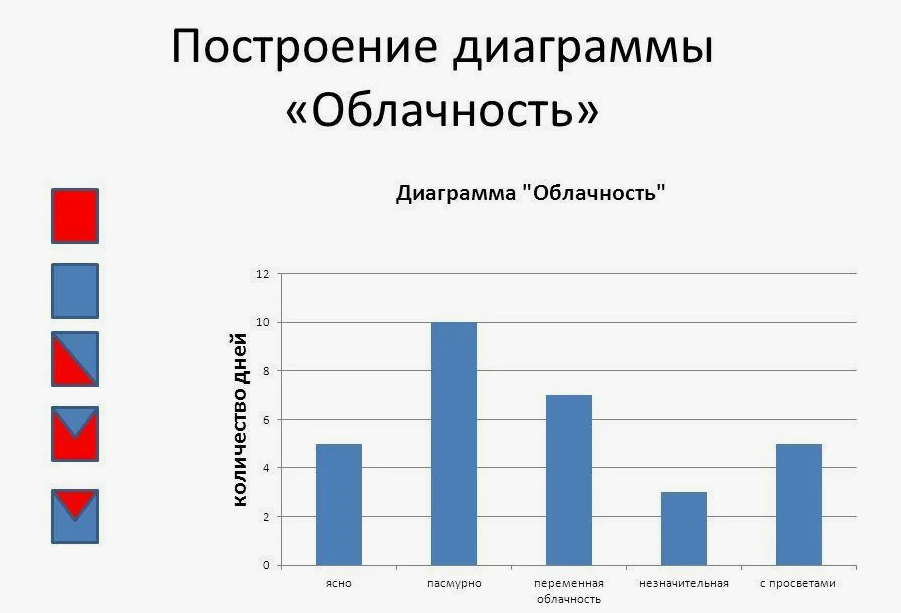 Построение диаграммы
«Облачность»
Диаграмма "Облачность"
количество дней
12
10
8
6
4
2
0
ясно
пасмурно
переменная
облачность
незначительная
с просветами